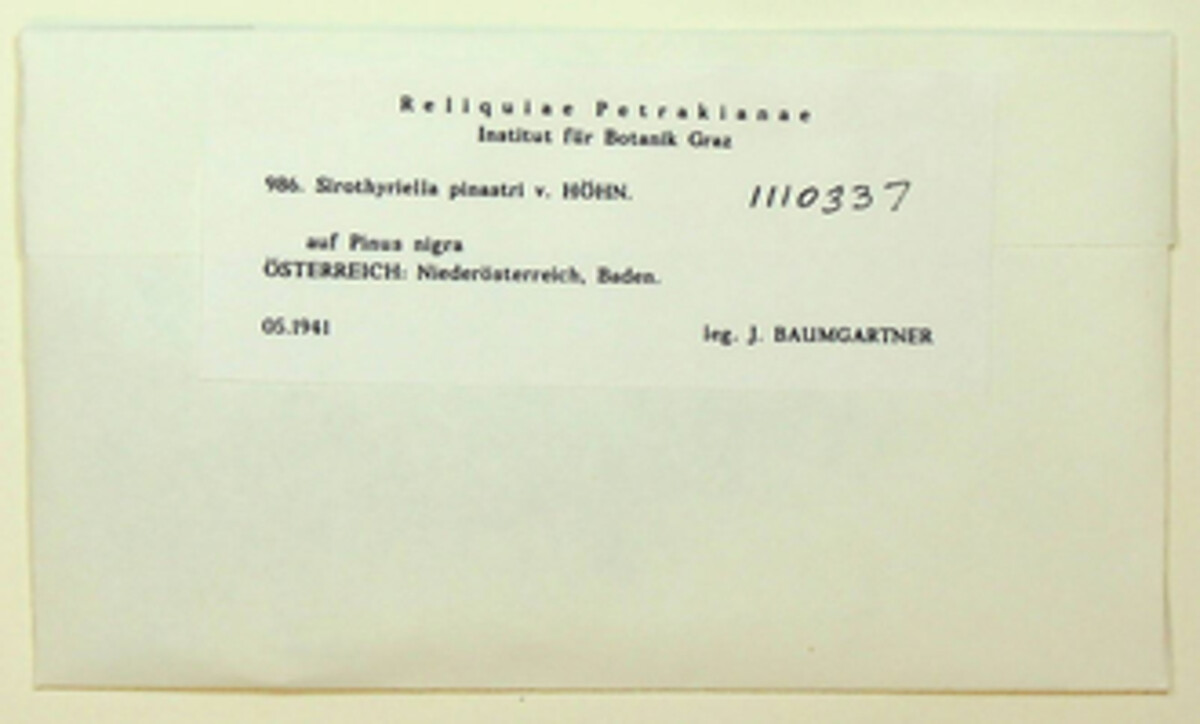 Reliquiae Petrakianae
Institut für Botanik Graz
986. Sirothyriella pinastri v. HÖHN.
1110337
auf Pinus nigra
ÖSTERREICH: Niederösterreich, Baden.
05.1941
leg. J. BAUMGARTNER